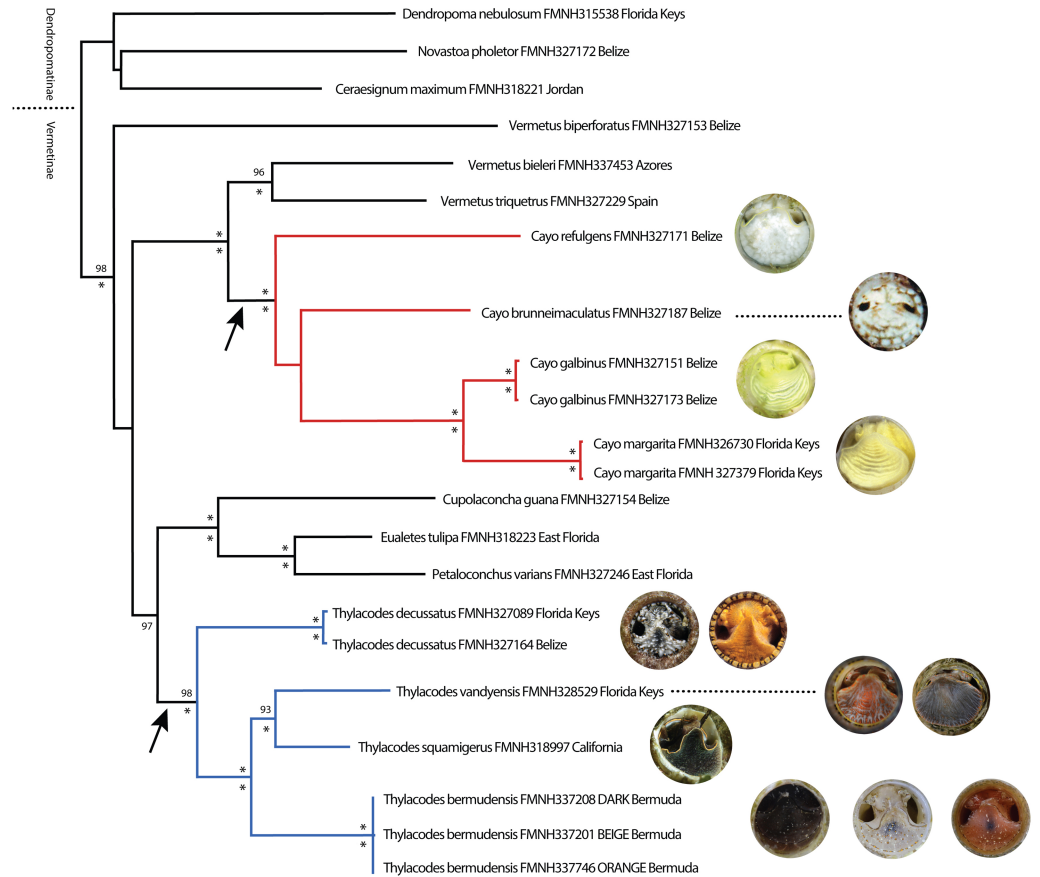 Dendropomatinae
Vermetinae
Dendropoma nebulosum FMNH315538 Florida Keys
Novastoa pholetor FMNH327172 Belize
Ceraesignum maximum FMNH318221 Jordan
Vermetus biperforatus FMNH327153 Belize
Vermetus bieleri FMNH337453 Azores
96
*
Vermetus triquetrus FMNH327229 Spain
Cayo refulgens FMNH327171 Belize
*
*
98
*
*
*
Cayo brunneimaculatus FMNH327187 Belize
Cayo galbinus FMNH327151 Belize
*
*
Cayo galbinus FMNH327173 Belize
*
*
Cayo margarita FMNH326730 Florida Keys
*
*
Cayo margarita FMNH 327379 Florida Keys
Cupolaconcha guana FMNH327154 Belize
*
*
Eualetes tulipa FMNH318223 East Florida
*
*
Petaloconchus varians FMNH327246 East Florida
Thylacodes decussatus FMNH327089 Florida Keys
*
*
97
Thylacodes decussatus FMNH327164 Belize
98
*
Thylacodes vandyensis FMNH328529 Florida Keys
93
*
Thylacodes squamigerus FMNH318997 California
*
*
Thylacodes bermudensis FMNH337208 DARK Bermuda
*
*
Thylacodes bermudensis FMNH337201 BEIGE Bermuda
Thylacodes bermudensis FMNH337746 ORANGE Bermuda